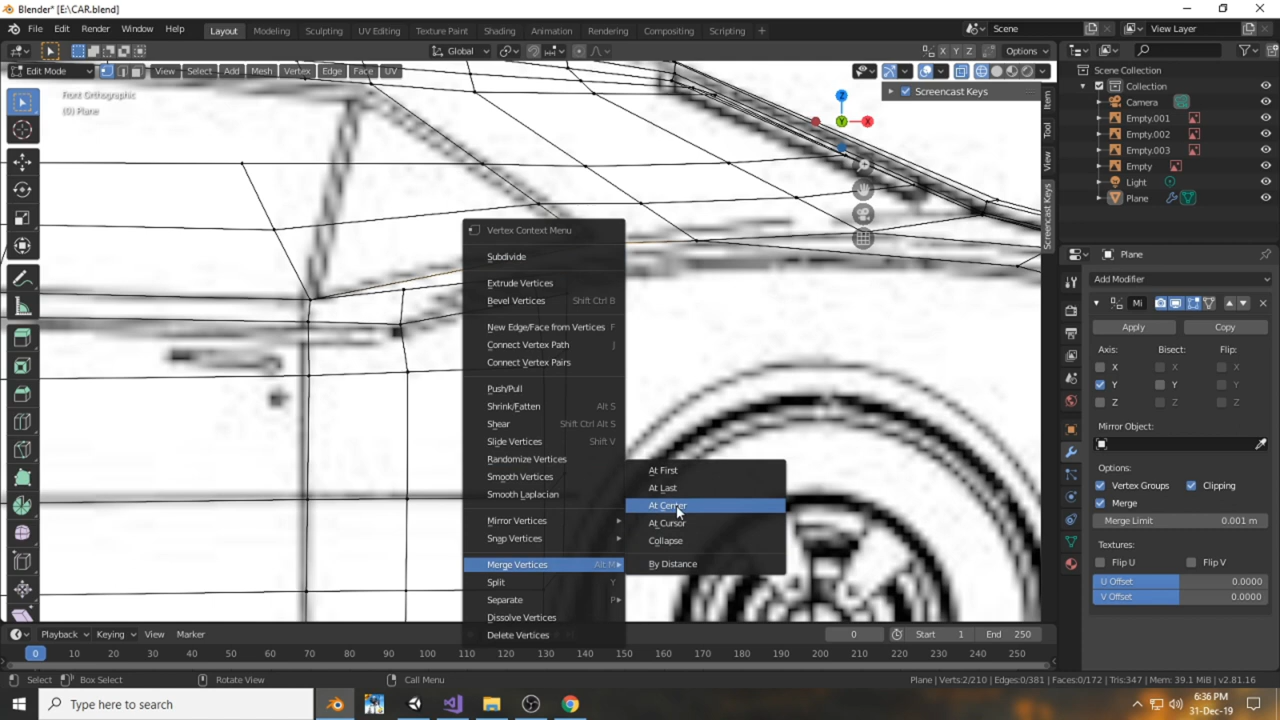 Blender* [E:\CAR.blend]
File Edit Render Window Help Layout Modeling Sculpting UV Editing Texture Paint Shading Animation Rendering Compositing Scripting + Scene View Layer
Global X Y Z Options
Edit Mode View Select Add Mesh Vertex Edge Face UV
Front Orthographic
(0) Plane
Screencast Keys
Z
Y
X
Item
Tool
View
Screencast Keys
Vertex Context Menu
Subdivide
Extrude Vertices
Bevel Vertices Shift Ctrl B
New Edge/Face from Vertices F
Connect Vertex Path J
Connect Vertex Pairs
Push/Pull
Shrink/Fatten Alt S
Shear Shift Ctrl Alt S
Slide Vertices Shift V
Randomize Vertices
Smooth Vertices
Smooth Laplacian
Mirror Vertices
Snap Vertices
Merge Vertices Alt M
Split Y
Separate P
Dissolve Vertices
Delete Vertices
At First
At Last
At Center
At Cursor
Collapse
By Distance
Scene Collection
Collection
Camera
Empty.001
Empty.002
Empty.003
Empty
Light
Plane
Plane
Add Modifier
Mi
Apply Copy
Axis: Bisect: Flip:
X X X
Y Y Y
Z Z Z
Mirror Object:
Options:
Vertex Groups Clipping
Merge
Merge Limit 0.001 m
Textures:
Flip U Flip V
U Offset 0.0000
V Offset 0.0000
Playback Keying View Marker 0 Start 1 End 250
0 10 20 30 40 50 60 70 80 90 100 110 120 130 140 150 160 170 180 190 200 210 220 230 240 250
Select Box Select Rotate View Call Menu Plane | Verts:2/210 | Edges:0/381 | Faces:0/172 | Tris:347 | Mem: 39.1 MiB | v2.81.16
Type here to search
6:36 PM
31-Dec-19